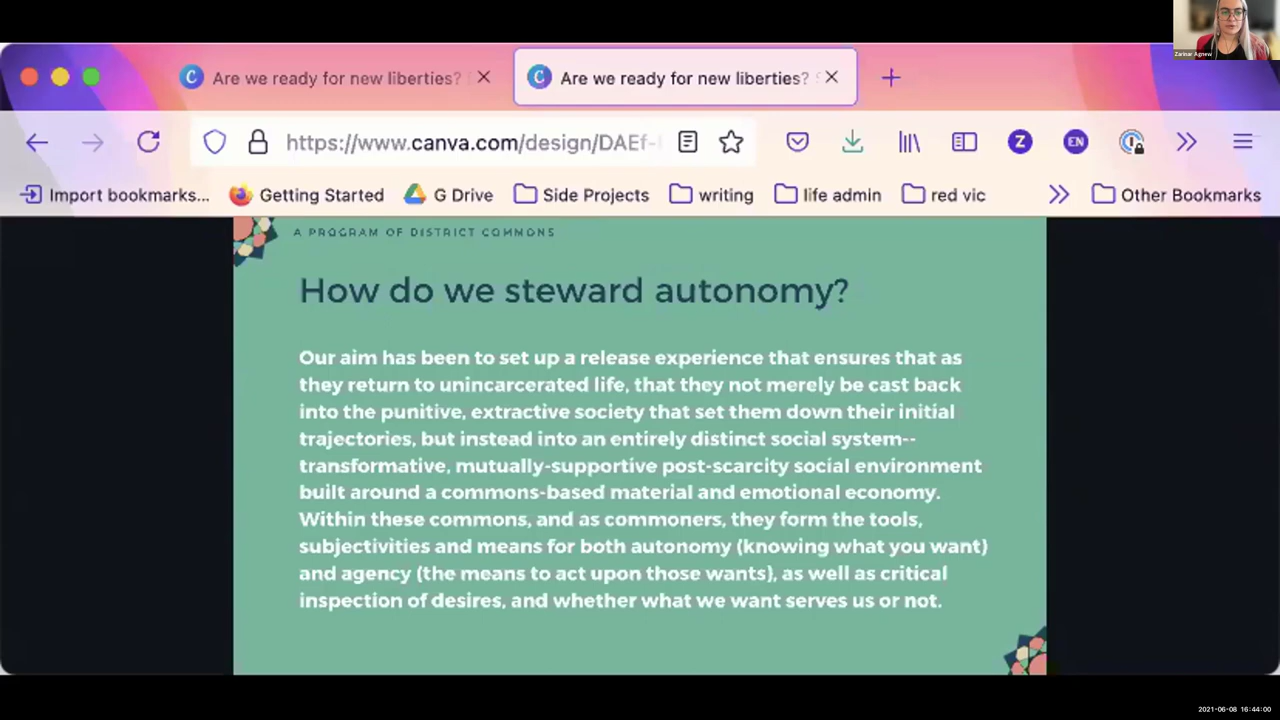 Zarinar Agnew
Are we ready for new liberties?
Are we ready for new liberties?
https://www.canva.com/design/DAEf-
Z
EN
Import bookmarks...
Getting Started
G Drive
Side Projects
writing
life admin
red vic
Other Bookmarks
A PROGRAM OF DISTRICT COMMONS
How do we steward autonomy?
Our aim has been to set up a release experience that ensures that as
they return to unincarcerated life, that they not merely be cast back
into the punitive, extractive society that set them down their initial
trajectories, but instead into an entirely distinct social system--
transformative, mutually-supportive post-scarcity social environment
built around a commons-based material and emotional economy.
Within these commons, and as commoners, they form the tools,
subjectivities and means for both autonomy (knowing what you want)
and agency (the means to act upon those wants), as well as critical
inspection of desires, and whether what we want serves us or not.
2021-06-08 16:44:00